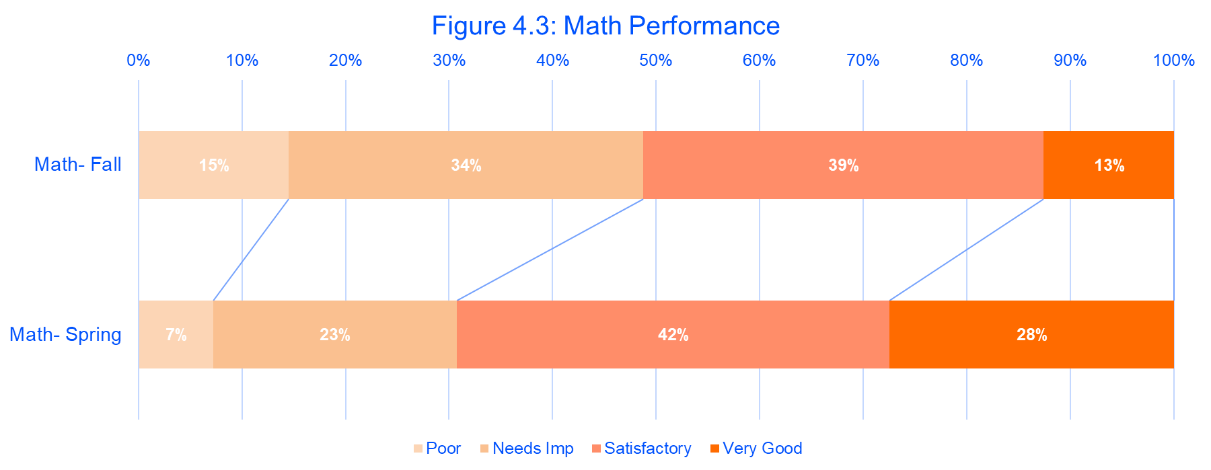 Figure 4.3: Math Performance
0% 10% 20% 30% 40% 50% 60% 70% 80% 90% 100%
Math- Fall 15% 34% 39% 13%
Math- Spring 7% 23% 42% 28%
Poor Needs Imp Satisfactory Very Good